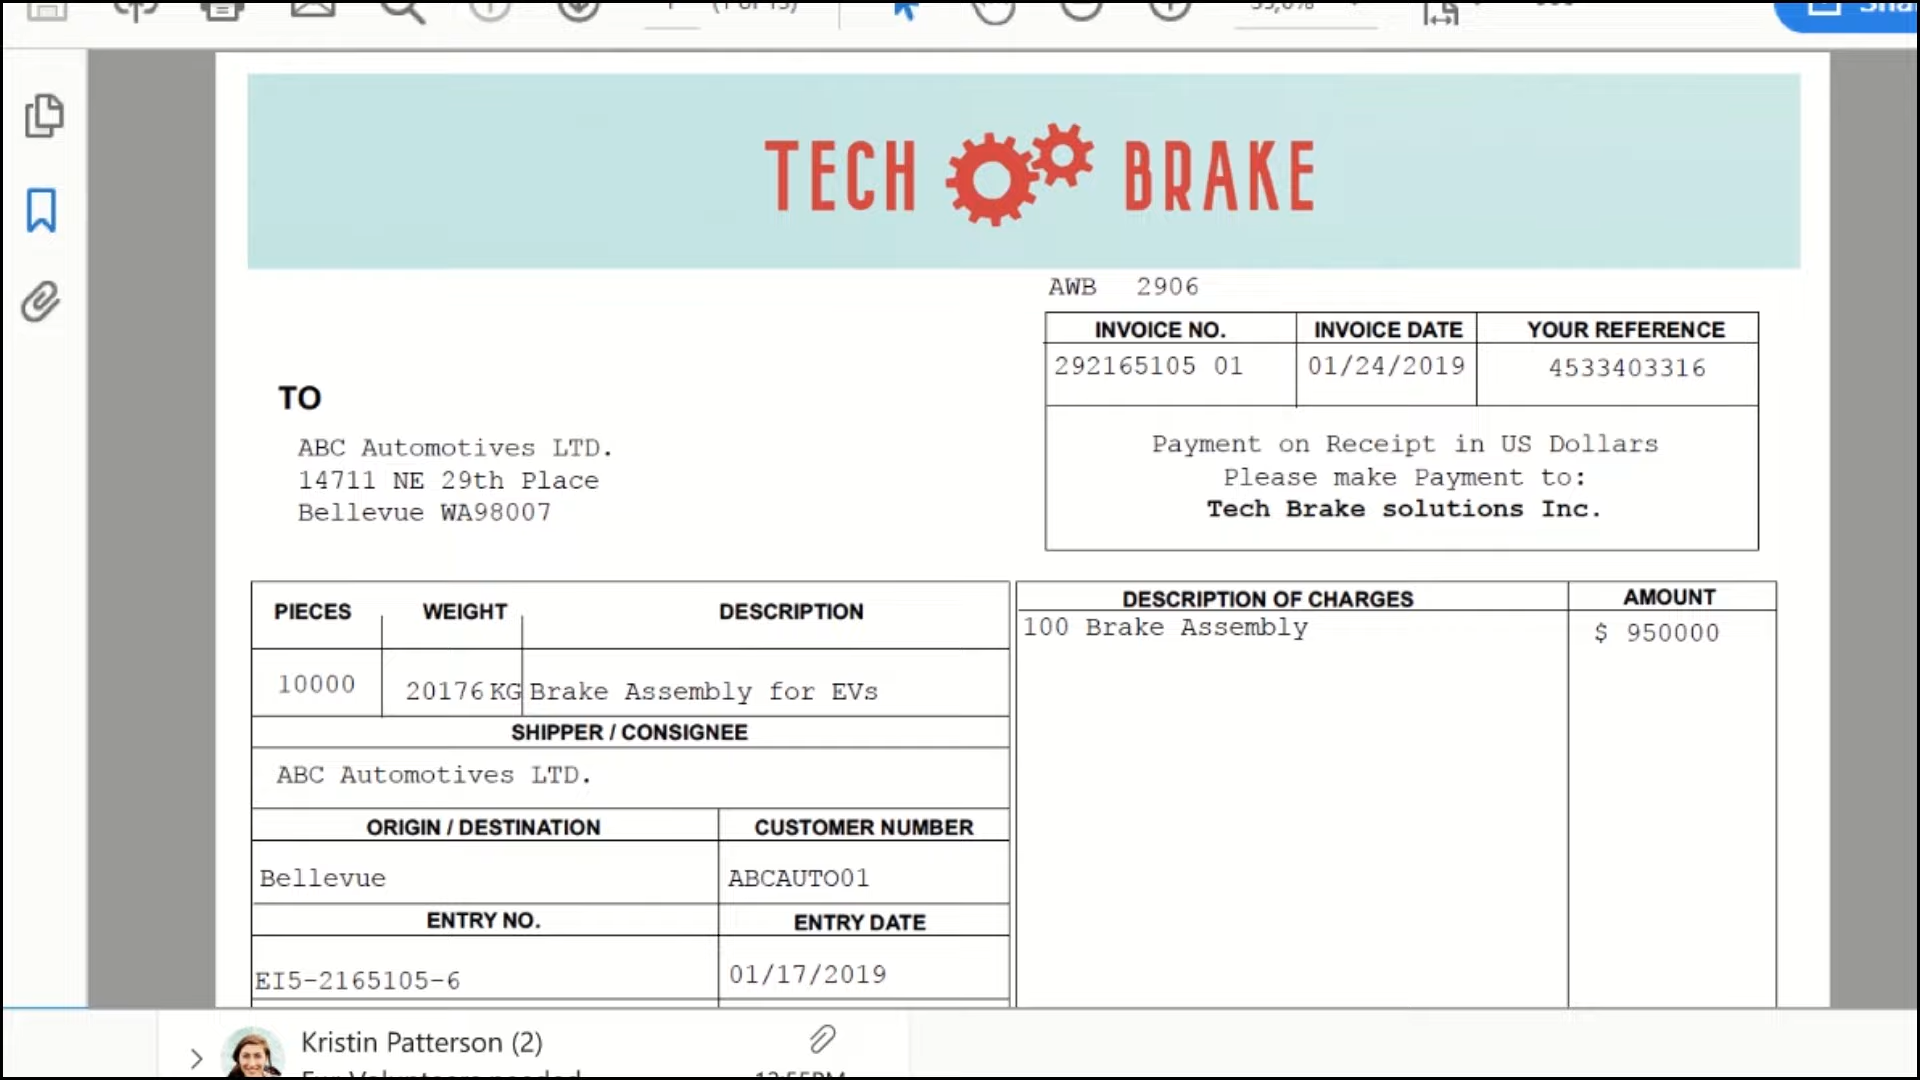 TECH BRAKE
AWB 2906
INVOICE NO. INVOICE DATE YOUR REFERENCE
292165105 01 01/24/2019 4533403316
TO
ABC Automotives LTD.
14711 NE 29th Place
Bellevue WA98007
Payment on Receipt in US Dollars
Please make Payment to:
Tech Brake solutions Inc.
PIECES WEIGHT DESCRIPTION
10000 20176 KG Brake Assembly for EVs
SHIPPER / CONSIGNEE
ABC Automotives LTD.
ORIGIN / DESTINATION CUSTOMER NUMBER
Bellevue ABCAUTO01
ENTRY NO. ENTRY DATE
EI5-2165105-6 01/17/2019
DESCRIPTION OF CHARGES AMOUNT
100 Brake Assembly $ 950000
Kristin Patterson (2)